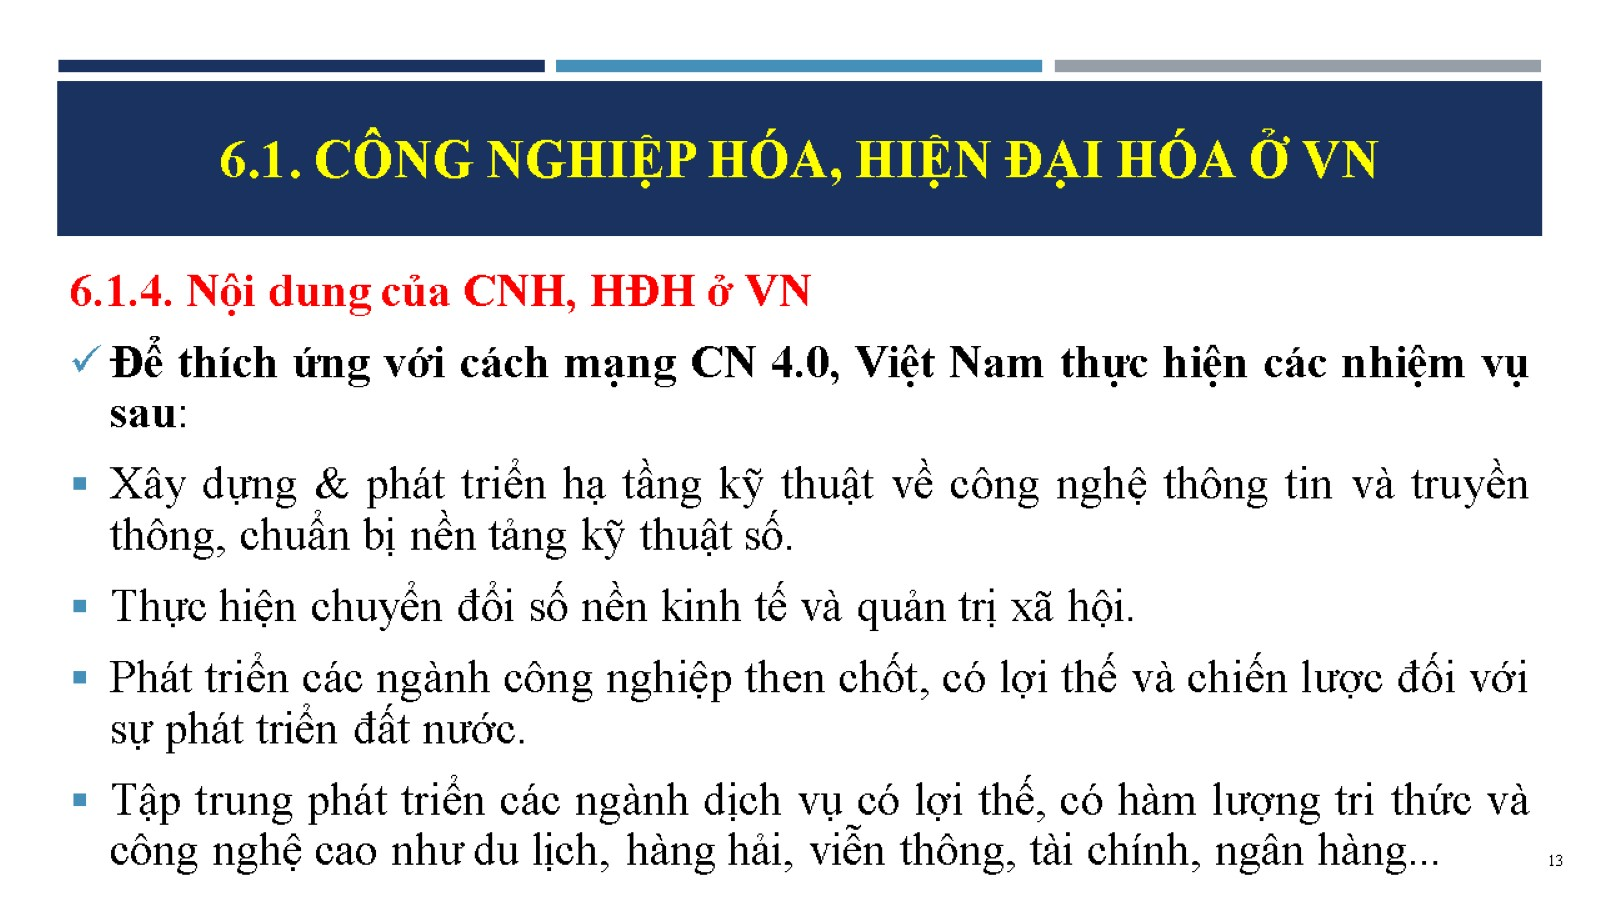 6.1. CÔNG NGHIỆP HÓA, HIỆN ĐẠI HÓA Ở VN
6.1.4. Nội dung của CNH, HĐH ở VN
✓ Để thích ứng với cách mạng CN 4.0, Việt Nam thực hiện các nhiệm vụ
sau:
▪ Xây dựng & phát triển hạ tầng kỹ thuật về công nghệ thông tin và truyền
thông, chuẩn bị nền tảng kỹ thuật số.
▪ Thực hiện chuyển đổi số nền kinh tế và quản trị xã hội.
▪ Phát triển các ngành công nghiệp then chốt, có lợi thế và chiến lược đối với
sự phát triển đất nước.
▪ Tập trung phát triển các ngành dịch vụ có lợi thế, có hàm lượng tri thức và
công nghệ cao như du lịch, hàng hải, viễn thông, tài chính, ngân hàng...
13